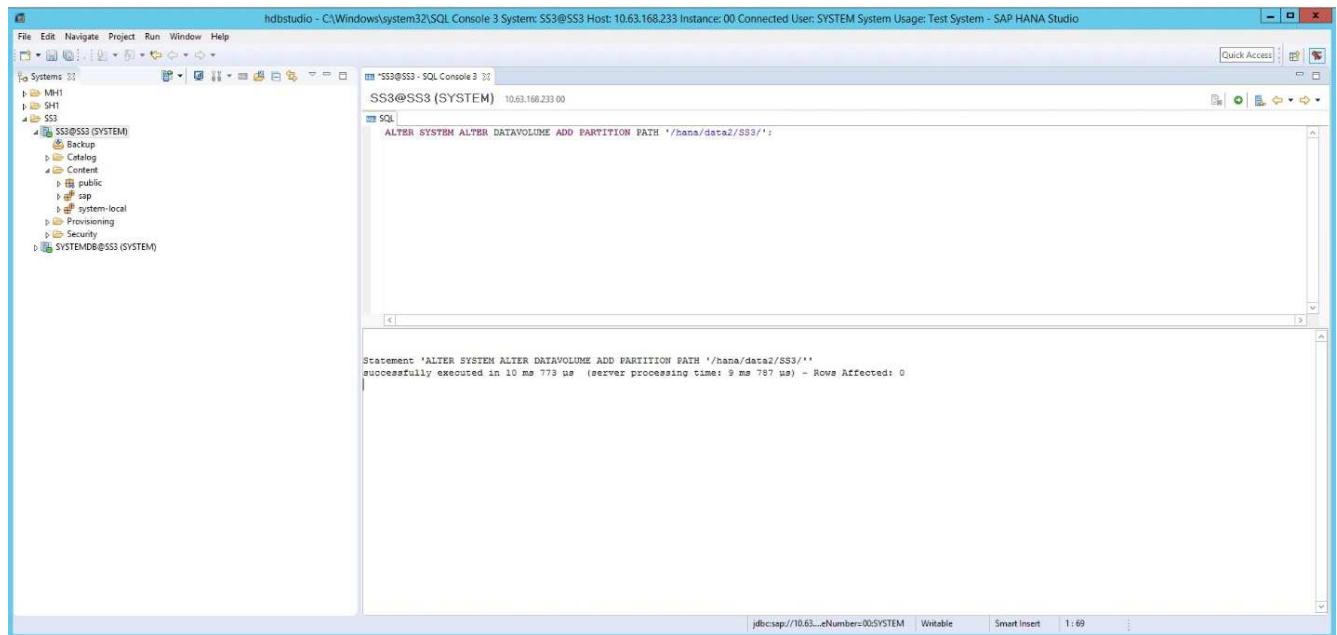 hdbstudio - C:\Windows\system32\SQL Console 3 System: SS3@SS3 Host: 10.63.168.233 Instance: 00 Connected User: SYSTEM System Usage: Test System - SAP HANA Studio
File Edit Navigate Project Run Window Help
Quick Access
Systems
MH1
SH1
SS3
SS3@SS3 (SYSTEM)
Backup
Catalog
Content
public
sap
system-local
Provisioning
Security
SYSTEMDB@SS3 (SYSTEM)
*SS3@SS3 - SQL Console 3
SS3@SS3 (SYSTEM) 10.63.168.233 00
SQL
ALTER SYSTEM ALTER DATAVOLUME ADD PARTITION PATH '/hana/data2/SS3/';
Statement 'ALTER SYSTEM ALTER DATAVOLUME ADD PARTITION PATH '/hana/data2/SS3/''
successfully executed in 10 ms 773 µs (server processing time: 9 ms 787 µs) - Rows Affected: 0
jdbc:sap://10.63....eNumber=00:SYSTEM Writable Smart Insert 1 : 69